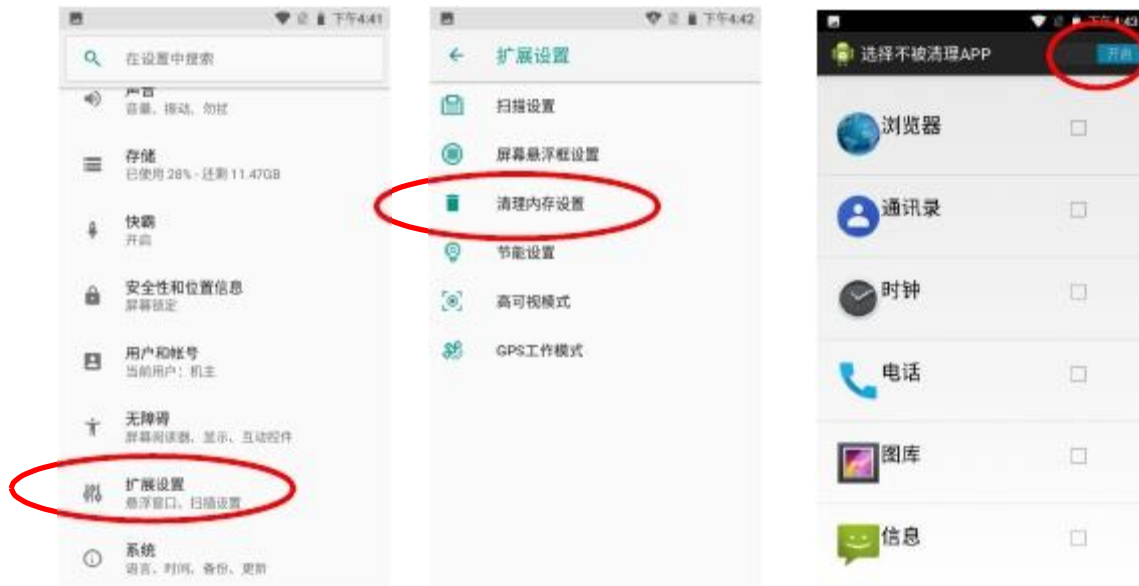 下午4:41
在设置中搜索
声音
音量、振动、勿扰
存储
已使用 28% - 还剩 11.47GB
快霸
开启
安全性和位置信息
屏幕锁定
用户和帐号
当前用户：机主
无障碍
屏幕阅读器、显示、互动控件
扩展设置
悬浮窗口、扫描设置
系统
语言、时间、备份、更新
下午4:42
扩展设置
扫描设置
屏幕悬浮框设置
清理内存设置
节能设置
高可视模式
GPS工作模式
下午4:43
选择不被清理APP
开启
浏览器
通讯录
时钟
电话
图库
信息